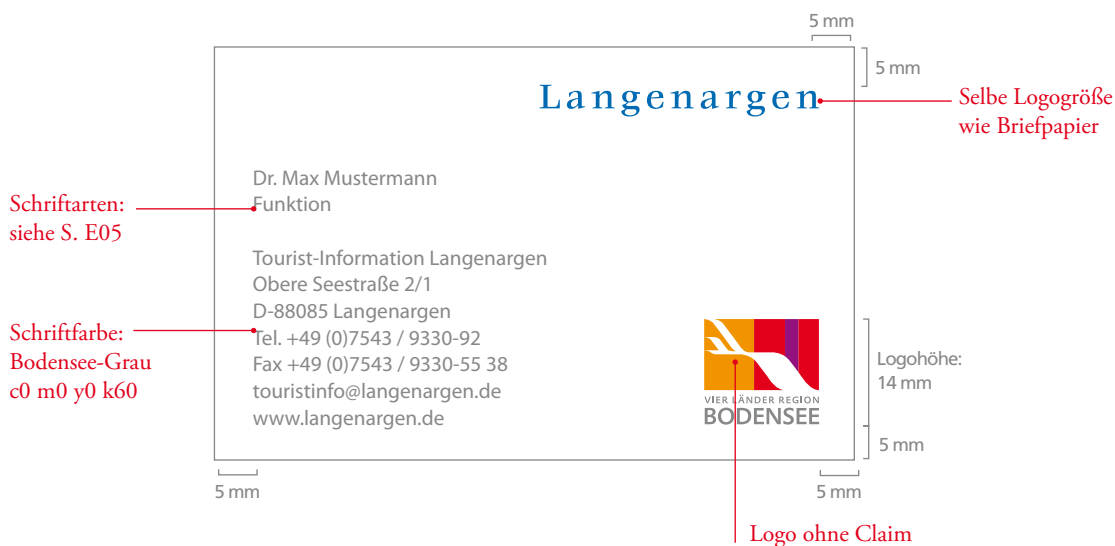 5 mm
5 mm
Langenargen
Selbe Logogröße
wie Briefpapier
Dr. Max Mustermann
Funktion
Schriftarten:
siehe S. E05
Tourist-Information Langenargen
Obere Seestraße 2/1
D-88085 Langenargen
Tel. +49 (0)7543 / 9330-92
Fax +49 (0)7543 / 9330-55 38
touristinfo@langenargen.de
www.langenargen.de
Schriftfarbe:
Bodensee-Grau
c0 m0 y0 k60
VIER LÄNDER REGION
BODENSEE
Logohöhe:
14 mm
5 mm
5 mm
5 mm
Logo ohne Claim